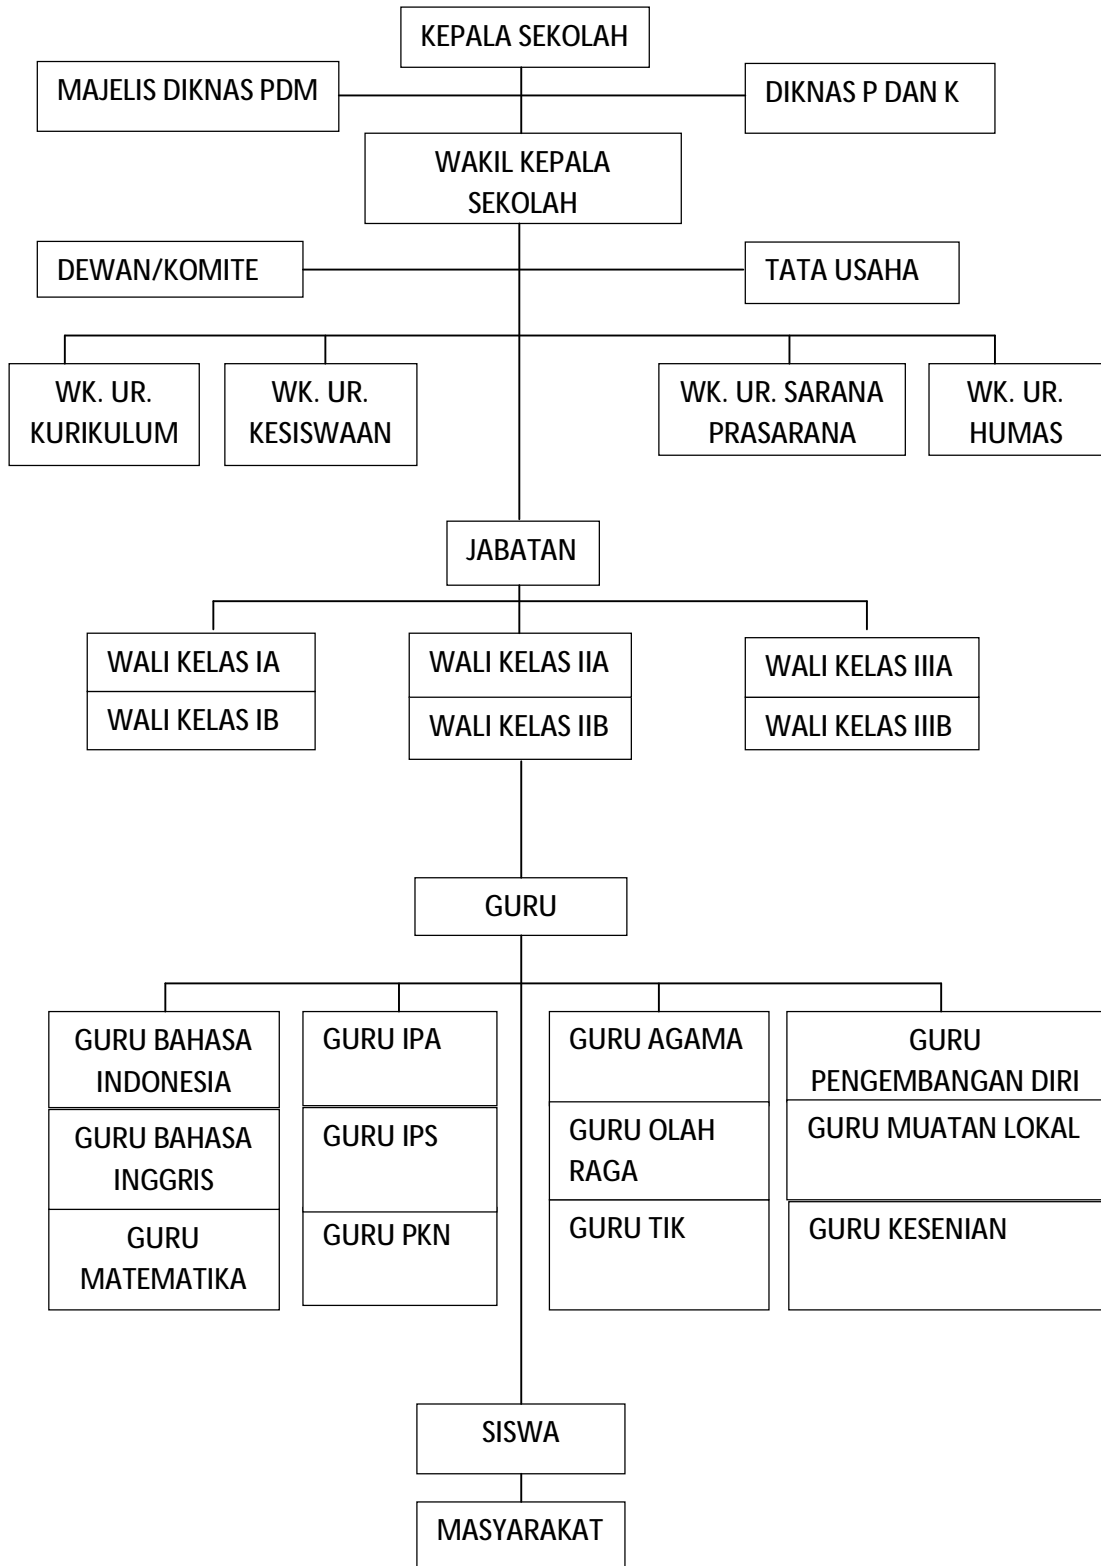 KEPALA SEKOLAH
MAJELIS DIKNAS PDM
DIKNAS P DAN K
WAKIL KEPALA
SEKOLAH
DEWAN/KOMITE
TATA USAHA
WK. UR.
KURIKULUM
WK. UR.
KESISWAAN
WK. UR. SARANA
PRASARANA
WK. UR.
HUMAS
JABATAN
WALI KELAS IA
WALI KELAS IB
WALI KELAS IIA
WALI KELAS IIB
WALI KELAS IIIA
WALI KELAS IIIB
GURU
GURU BAHASA
INDONESIA
GURU BAHASA
INGGRIS
GURU
MATEMATIKA
GURU IPA
GURU IPS
GURU PKN
GURU AGAMA
GURU OLAH
RAGA
GURU TIK
GURU
PENGEMBANGAN DIRI
GURU MUATAN LOKAL
GURU KESENIAN
SISWA
MASYARAKAT